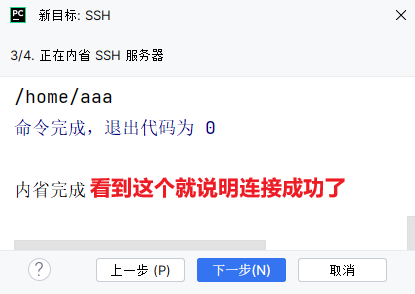 PC 新目标: SSH
3/4. 正在内省 SSH 服务器
/home/aaa
命令完成，退出代码为 0
内省完成 看到这个就说明连接成功了
? 上一步 (P) 下一步(N) 取消